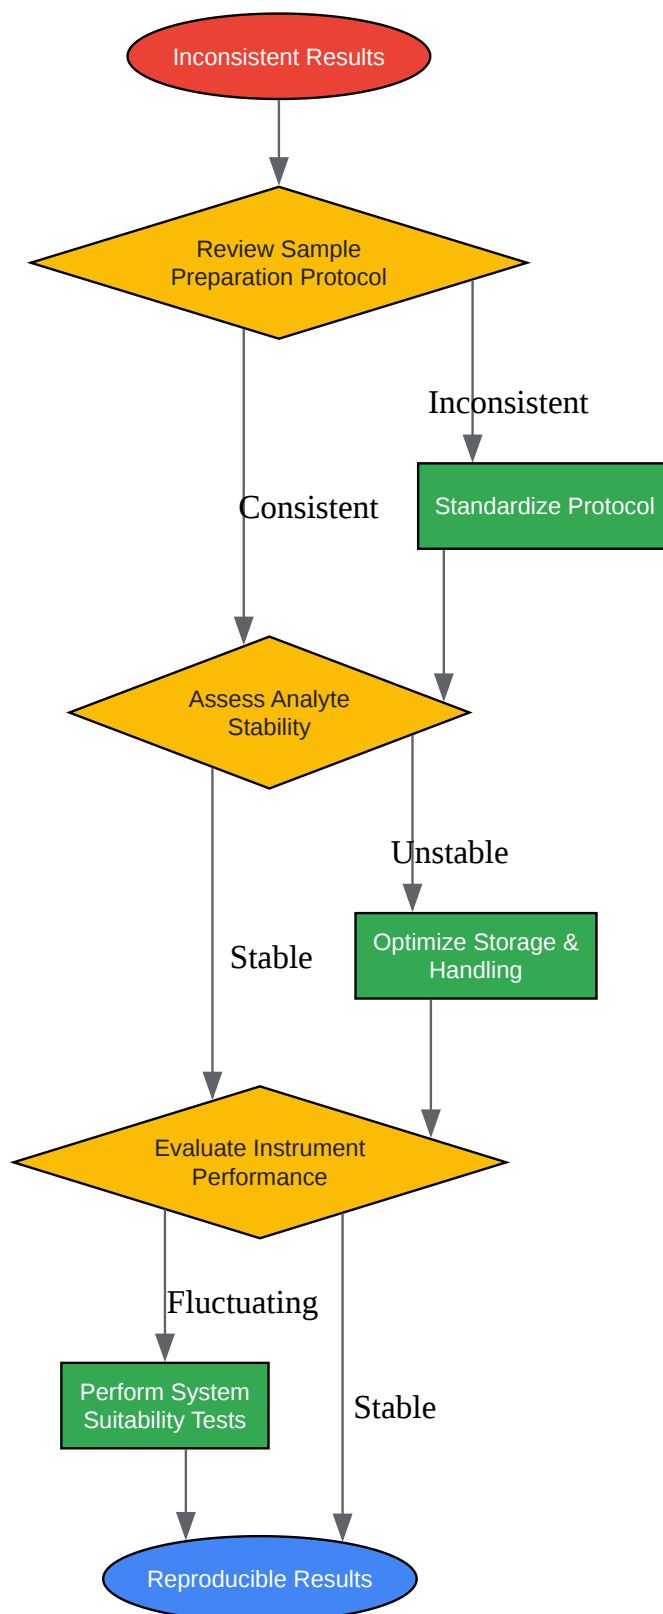 Inconsistent Results
Review Sample
Preparation Protocol
Inconsistent
Standardize Protocol
Consistent
Assess Analyte
Stability
Unstable
Optimize Storage &
Handling
Stable
Evaluate Instrument
Performance
Fluctuating
Perform System
Suitability Tests
Stable
Reproducible Results